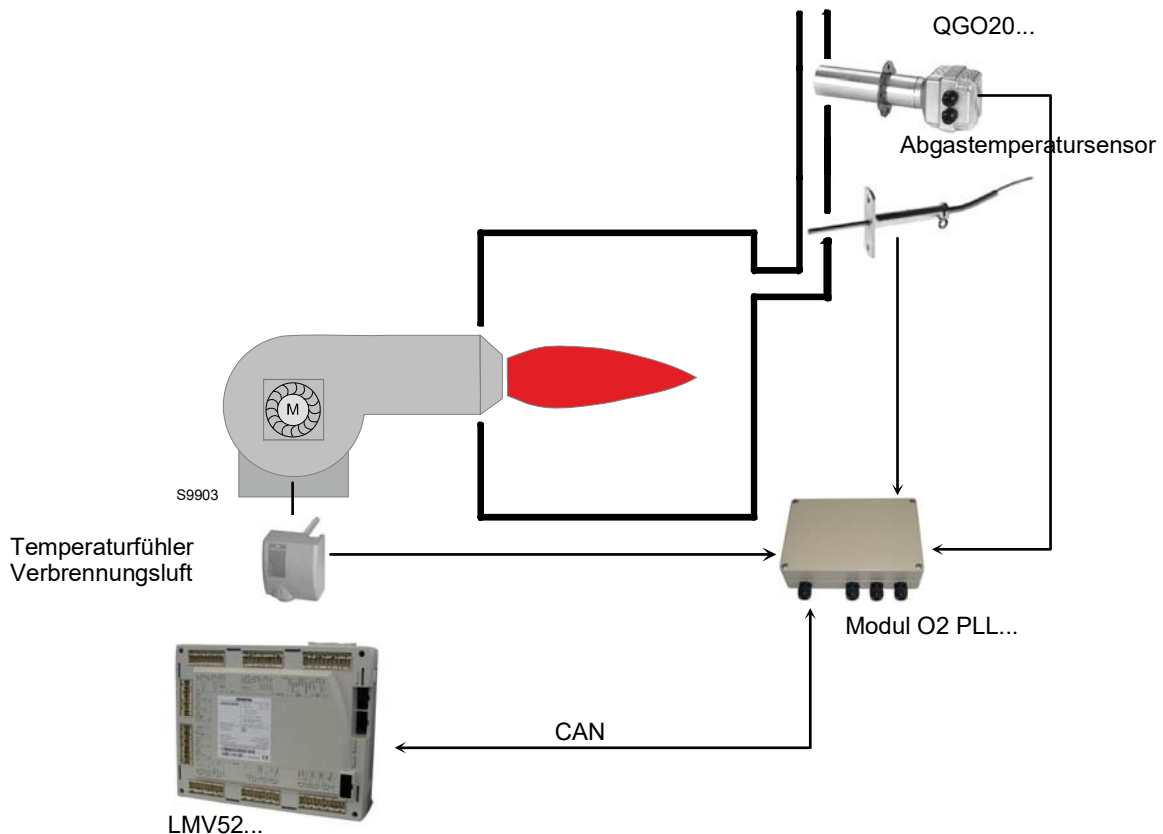 QGO20...
Abgastemperatursensor
M
S9903
Temperaturfühler
Verbrennungsluft
Modul O2 PLL...
CAN
LMV52...